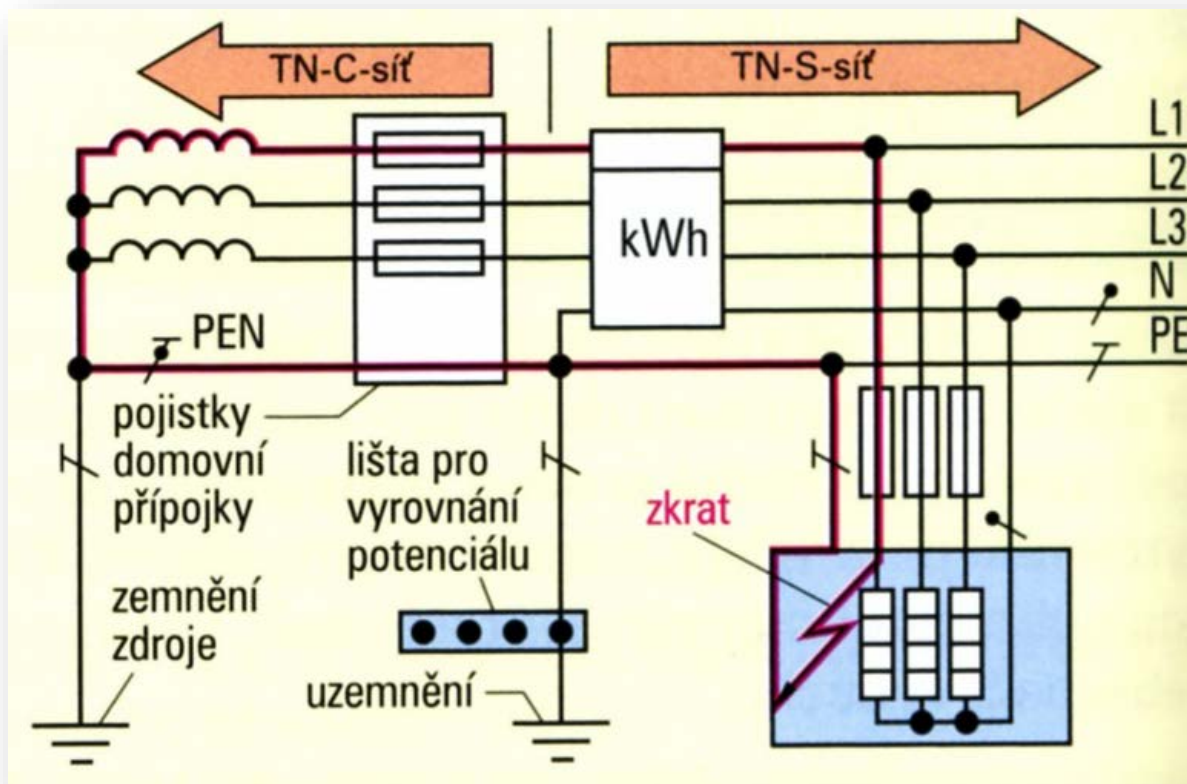 TN-C-síť
TN-S-síť
L1
L2
L3
N
PE
kWh
PEN
pojistky
domovní
přípojky
lišta pro
vyrovnání
potenciálu
zkrat
zemnění
zdroje
uzemnění